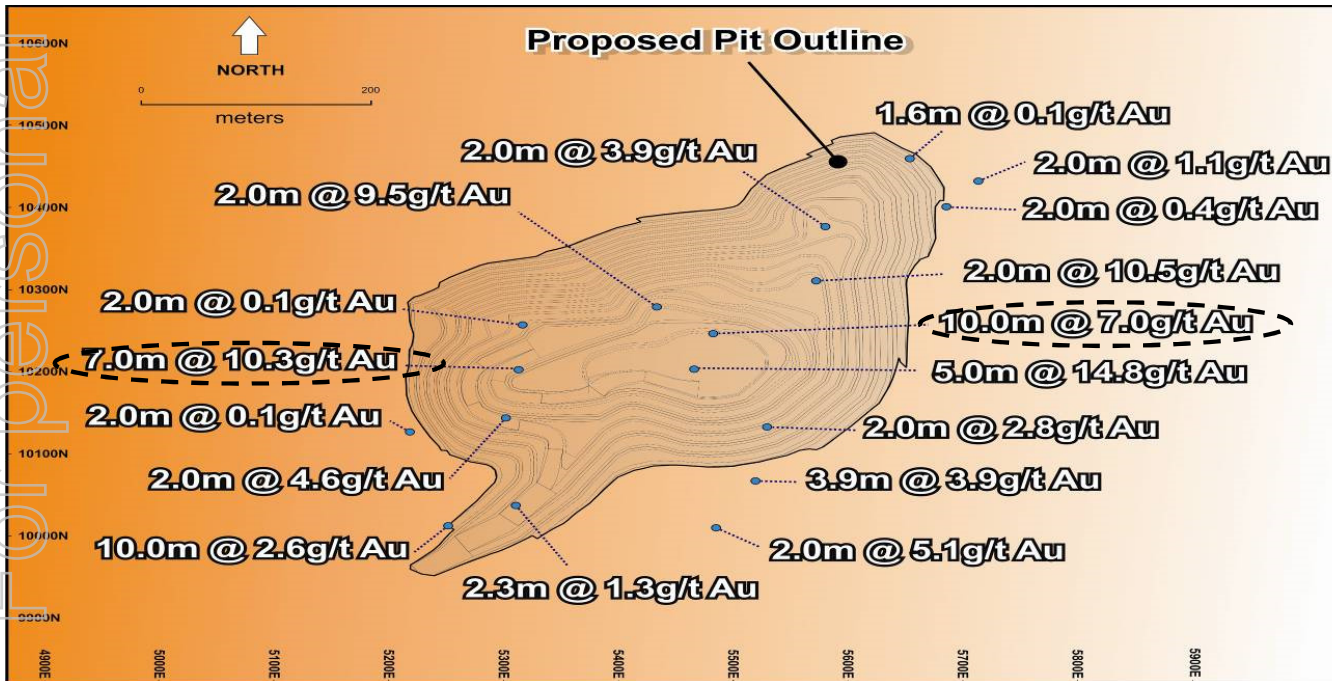 For personal
10600N
10500N
10400N
10300N
10200N
10100N
10000N
9900N
NORTH
0 200
meters
Proposed Pit Outline
1.6m @ 0.1g/t Au
2.0m @ 3.9g/t Au
2.0m @ 1.1g/t Au
2.0m @ 9.5g/t Au
2.0m @ 0.4g/t Au
2.0m @ 10.5g/t Au
2.0m @ 0.1g/t Au
10.0m @ 7.0g/t Au
7.0m @ 10.3g/t Au
5.0m @ 14.8g/t Au
2.0m @ 0.1g/t Au
2.0m @ 2.8g/t Au
2.0m @ 4.6g/t Au
3.9m @ 3.9g/t Au
10.0m @ 2.6g/t Au
2.0m @ 5.1g/t Au
2.3m @ 1.3g/t Au
4900E
5000E
5100E
5200E
5300E
5400E
5500E
5600E
5700E
5800E
5900E